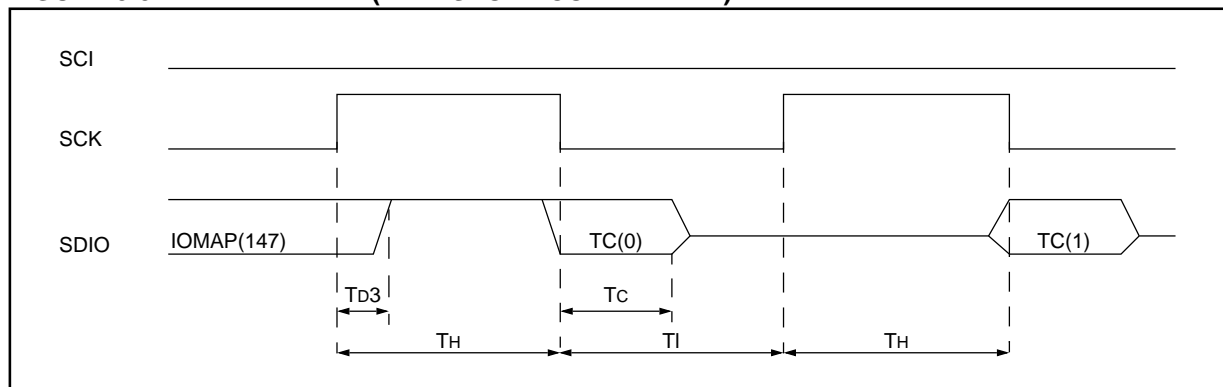 SCI
SCK
SDIO
IOMAP(147)
TC(0)
TC(1)
TD3
TC
TH
TI
TH